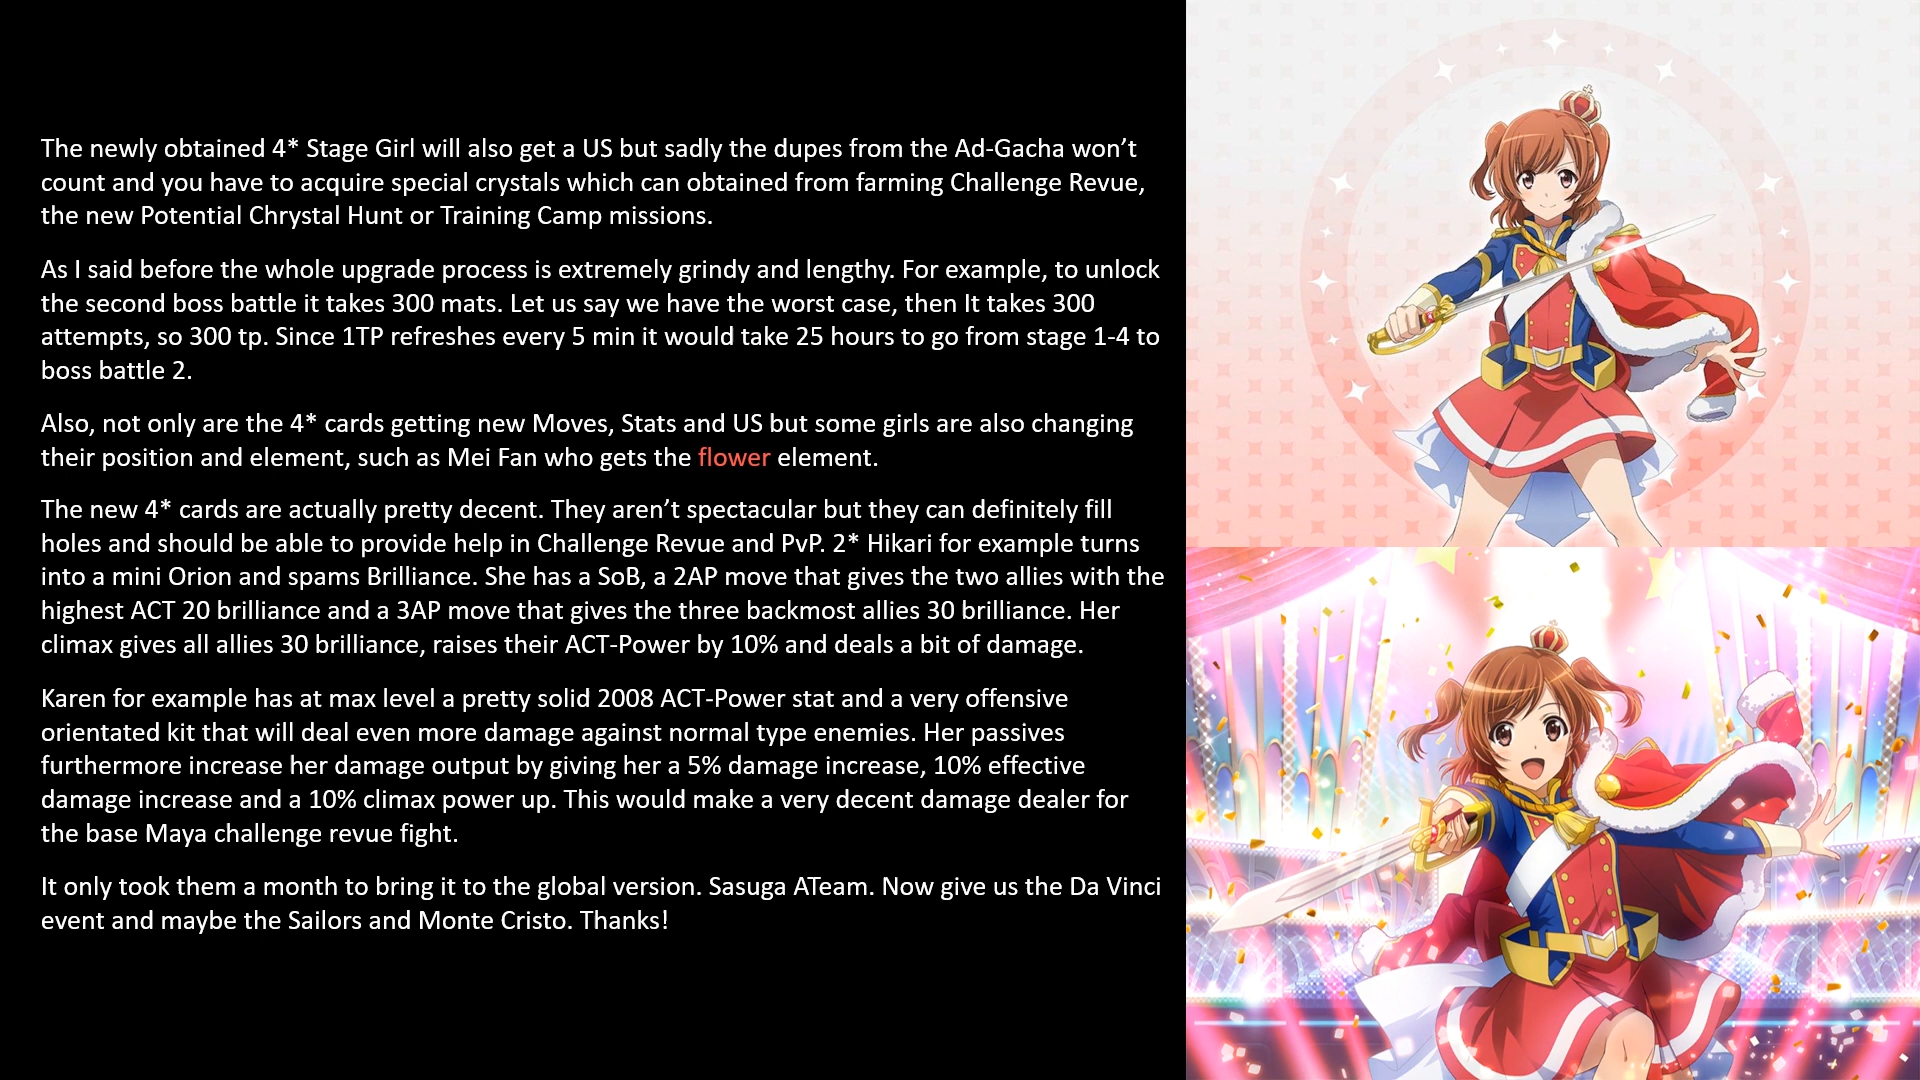 The newly obtained 4* Stage Girl will also get a US but sadly the dupes from the Ad-Gacha won’t
count and you have to acquire special crystals which can obtained from farming Challenge Revue,
the new Potential Chrystal Hunt or Training Camp missions.
As I said before the whole upgrade process is extremely grindy and lengthy. For example, to unlock
the second boss battle it takes 300 mats. Let us say we have the worst case, then It takes 300
attempts, so 300 tp. Since 1TP refreshes every 5 min it would take 25 hours to go from stage 1-4 to
boss battle 2.
Also, not only are the 4* cards getting new Moves, Stats and US but some girls are also changing
their position and element, such as Mei Fan who gets the flower element.
The new 4* cards are actually pretty decent. They aren’t spectacular but they can definitely fill
holes and should be able to provide help in Challenge Revue and PvP. 2* Hikari for example turns
into a mini Orion and spams Brilliance. She has a SoB, a 2AP move that gives the two allies with the
highest ACT 20 brilliance and a 3AP move that gives the three backmost allies 30 brilliance. Her
climax gives all allies 30 brilliance, raises their ACT-Power by 10% and deals a bit of damage.
Karen for example has at max level a pretty solid 2008 ACT-Power stat and a very offensive
orientated kit that will deal even more damage against normal type enemies. Her passives
furthermore increase her damage output by giving her a 5% damage increase, 10% effective
damage increase and a 10% climax power up. This would make a very decent damage dealer for
the base Maya challenge revue fight.
It only took them a month to bring it to the global version. Sasuga ATeam. Now give us the Da Vinci
event and maybe the Sailors and Monte Cristo. Thanks!